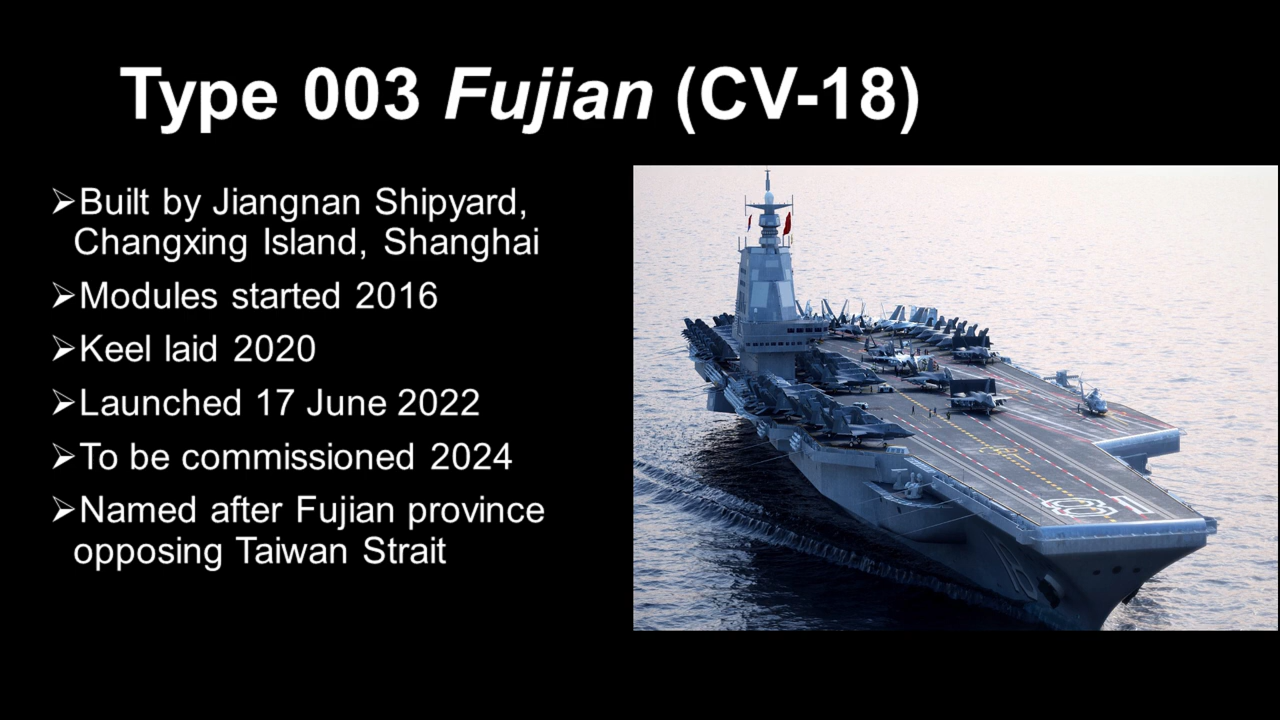 Type 003 Fujian (CV-18)
➢Built by Jiangnan Shipyard,
Changxing Island, Shanghai
➢Modules started 2016
➢Keel laid 2020
➢Launched 17 June 2022
➢To be commissioned 2024
➢Named after Fujian province
opposing Taiwan Strait